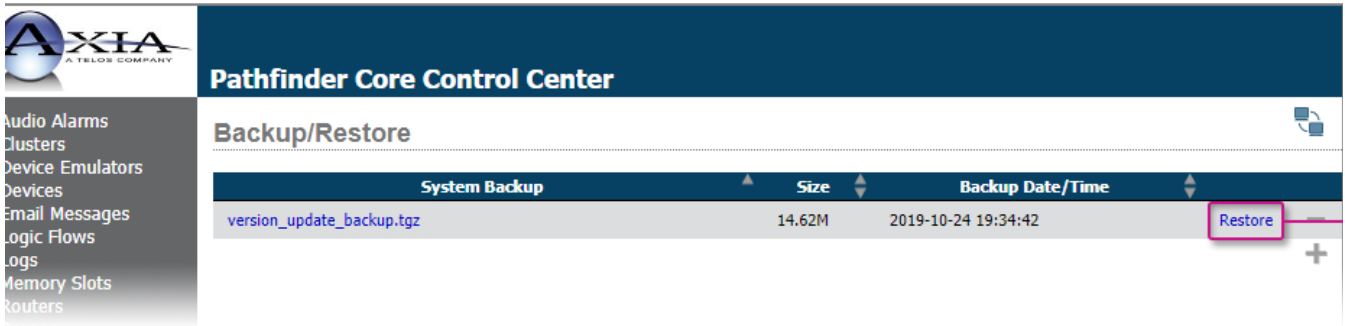 AXIA
A TELOS COMPANY
Pathfinder Core Control Center
Audio Alarms
Clusters
Device Emulators
Devices
Email Messages
Logic Flows
Logs
Memory Slots
Routers
Backup/Restore
System Backup Size Backup Date/Time
version_update_backup.tgz 14.62M 2019-10-24 19:34:42 Restore